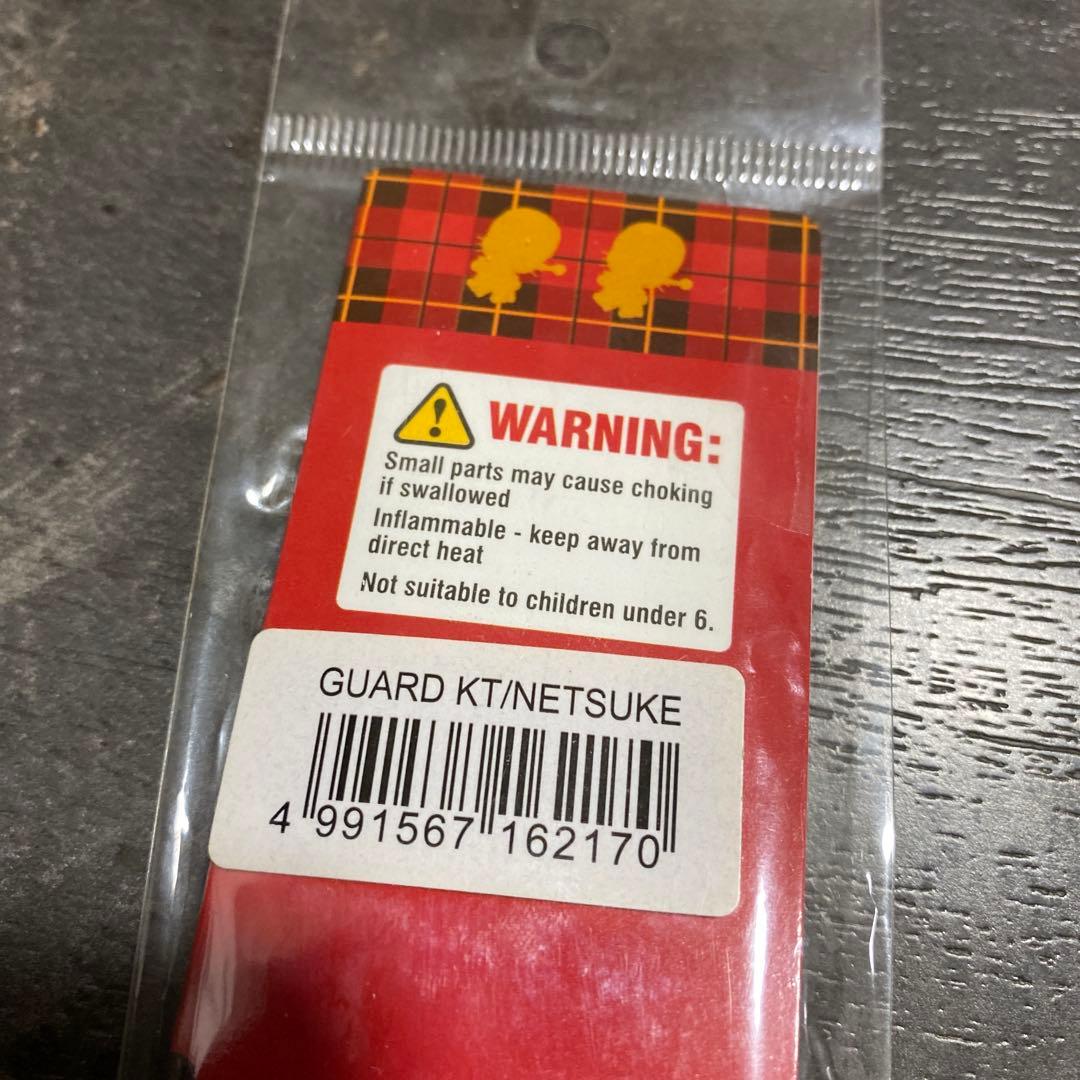 WARNING:
Small parts may cause choking
if swallowed
Inflammable - keep away from
direct heat
Not suitable to children under 6.
GUARD KT/NETSUKE
4 991567 162170